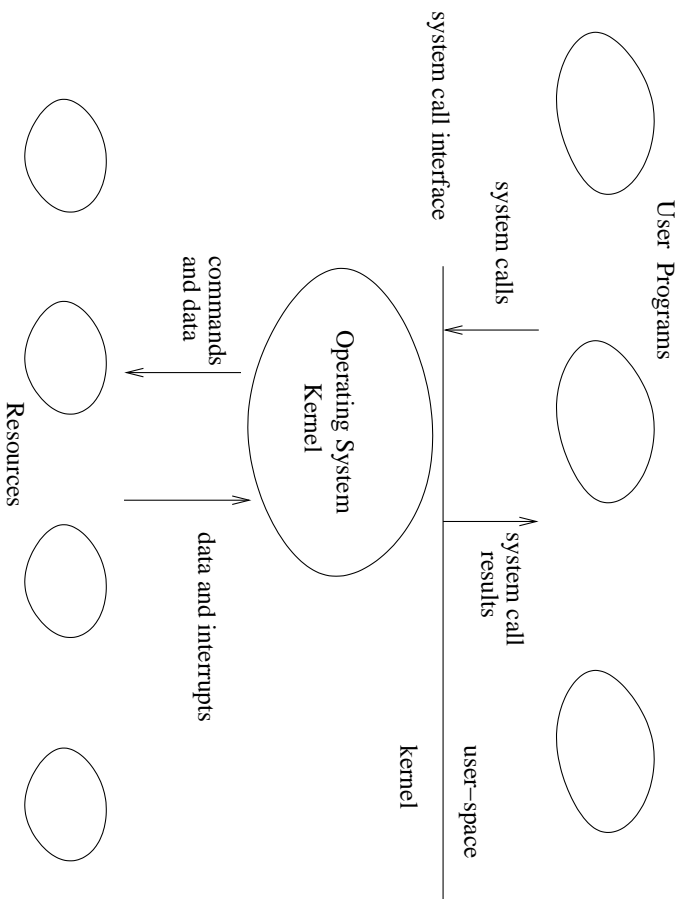 User Programs
system calls
system call
results
user−space
system call interface
kernel
Operating System
Kernel
commands
and data
data and interrupts
Resources